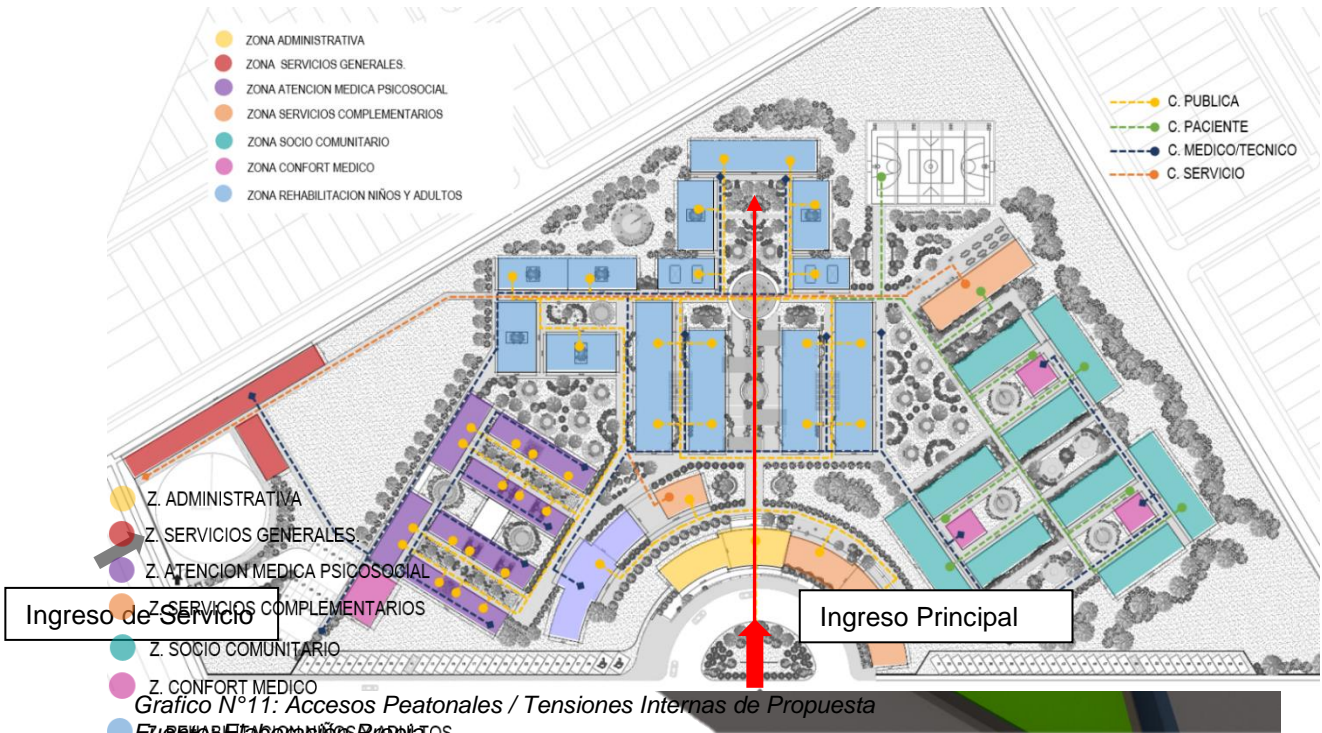 ZONA ADMINISTRATIVA
ZONA SERVICIOS GENERALES.
ZONA ATENCION MEDICA PSICOSOCIAL
ZONA SERVICIOS COMPLEMENTARIOS
ZONA SOCIO COMUNITARIO
ZONA CONFORT MEDICO
ZONA REHABILITACION NIÑOS Y ADULTOS
C. PUBLICA
C. PACIENTE
C. MEDICO/TECNICO
C. SERVICIO
Z. ADMINISTRATIVA
Z. SERVICIOS GENERALES.
Z. ATENCION MEDICA PSICOSOCIAL
Z. SERVICIOS COMPLEMENTARIOS
Ingreso de Servicio
Ingreso Principal
Z. SOCIO COMUNITARIO
Z. CONFORT MEDICO
Grafico N°11: Accesos Peatonales / Tensiones Internas de Propuesta